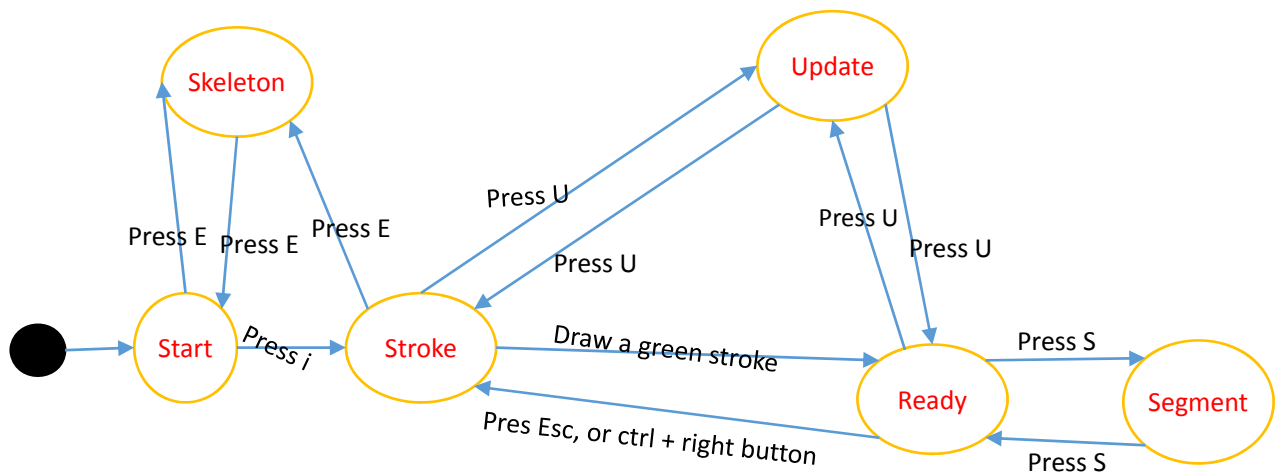 Update
Skeleton
Press U
Press E
Press U
Press E
Press E
Press U
Press U
Start
Press i
Stroke
Draw a green stroke
Press S
Ready
Segment
Pres Esc, or ctrl + right button
Press S